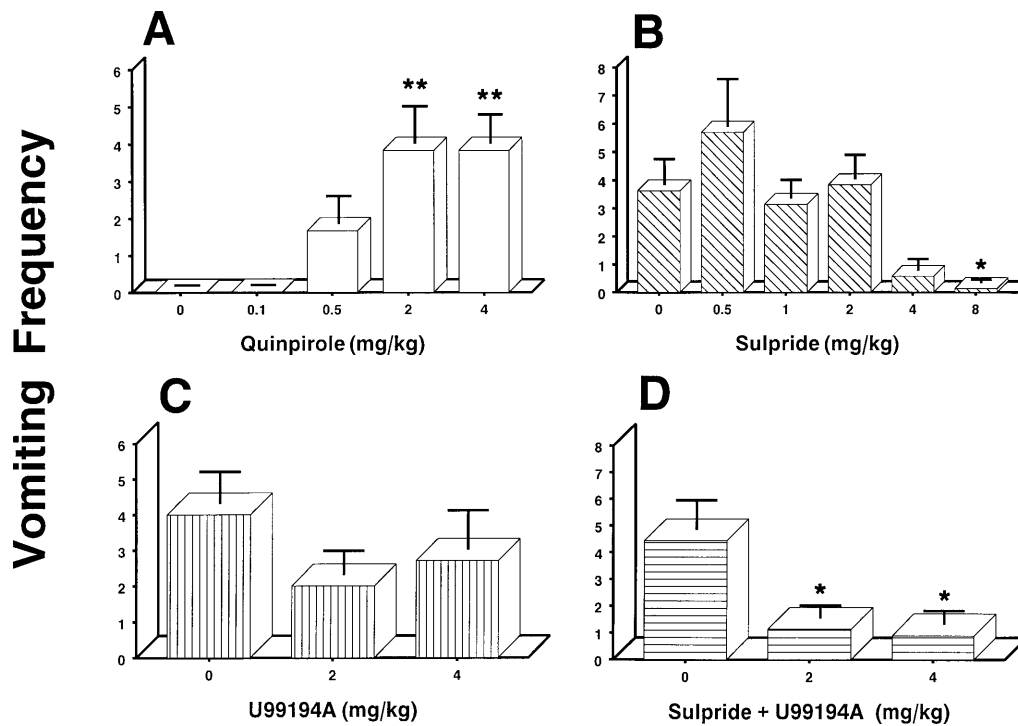 Vomiting Frequency
A
6
5
4
3
2
1
0
**
**
0 0.1 0.5 2 4
Quinpirole (mg/kg)
B
8
7
6
5
4
3
2
1
0
*
0 0.5 1 2 4 8
Sulpride (mg/kg)
C
6
5
4
3
2
1
0
0 2 4
U99194A (mg/kg)
D
8
7
6
5
4
3
2
1
0
*
*
0 2 4
Sulpride + U99194A (mg/kg)